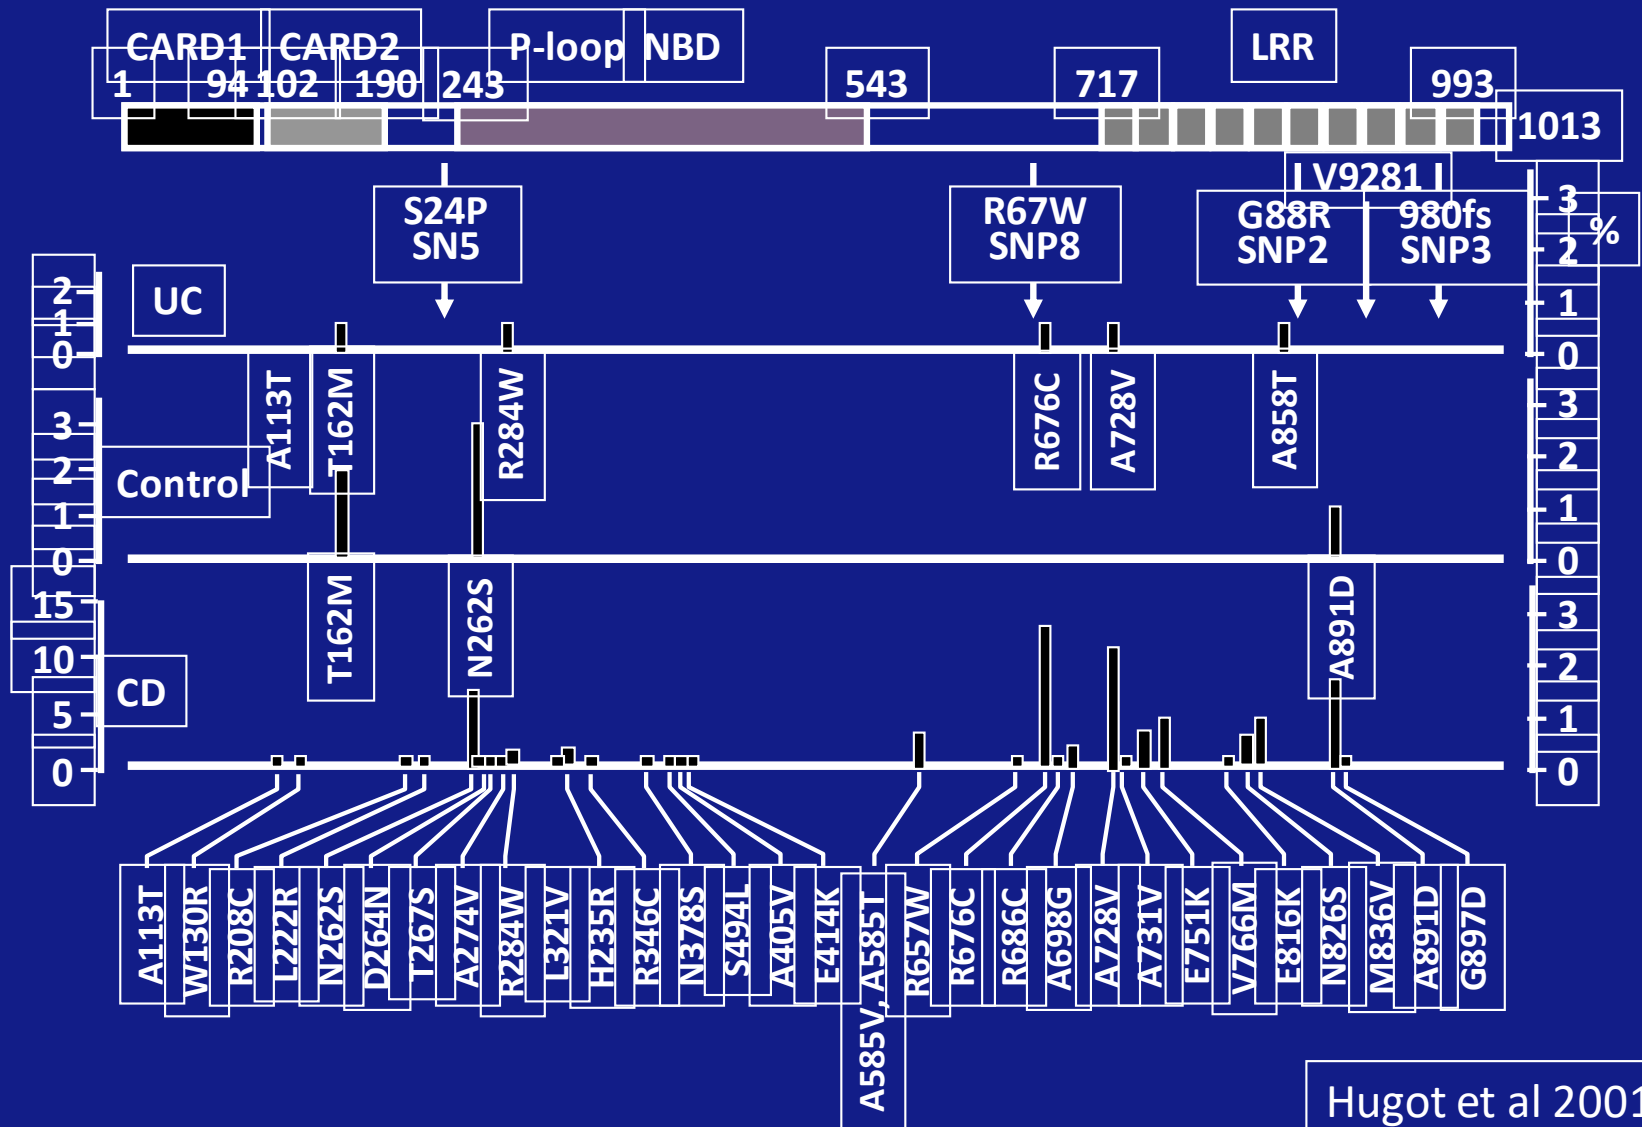 CARD1 CARD2 P-loop NBD LRR
1 94 102 190 243 543 717 993
1013
V9281
S24P
SN5
R67W
SNP8
G88R
SNP2
980fs
SNP3
%
UC
2
1
0
3
2
1
0
A113T T162M R284W R676C A728V A858T
Control
3
2
1
0
3
2
1
0
T162M N262S A891D
CD
15
10
5
0
3
2
1
0
A113T
W130R
R208C
L222R
N262S
D264N
T267S
A274V
R284W
L321V
H235R
R346C
N378S
S494L
A405V
E414K
A585V, A585T
R657W
R676C
R686C
A698G
A728V
A731V
E751K
V766M
E816K
N826S
M836V
A891D
G897D
Hugot et al 2001